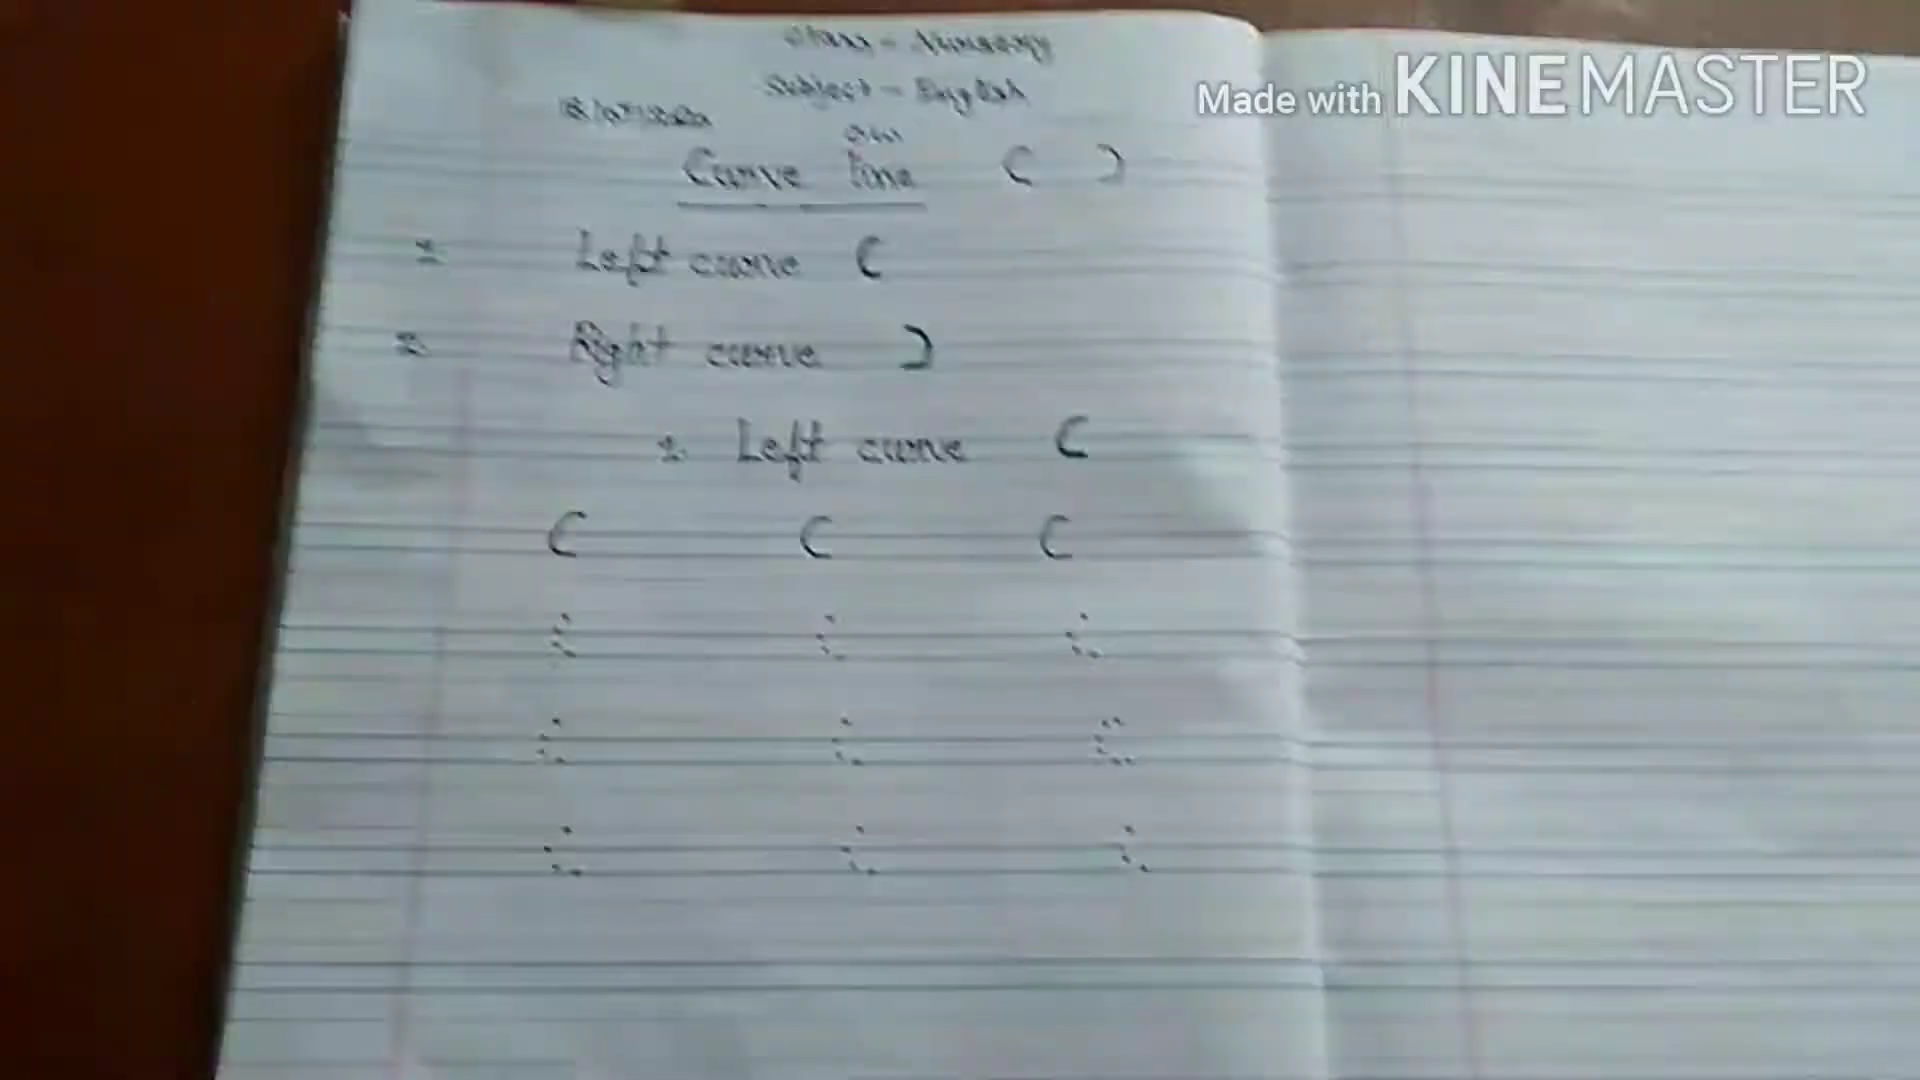 Class - Nursery
Made with KINEMASTER
Subject - English
C.W
Curve line ( )
1. Left curve (
2. Right curve )
1. Left curve (
( ( (